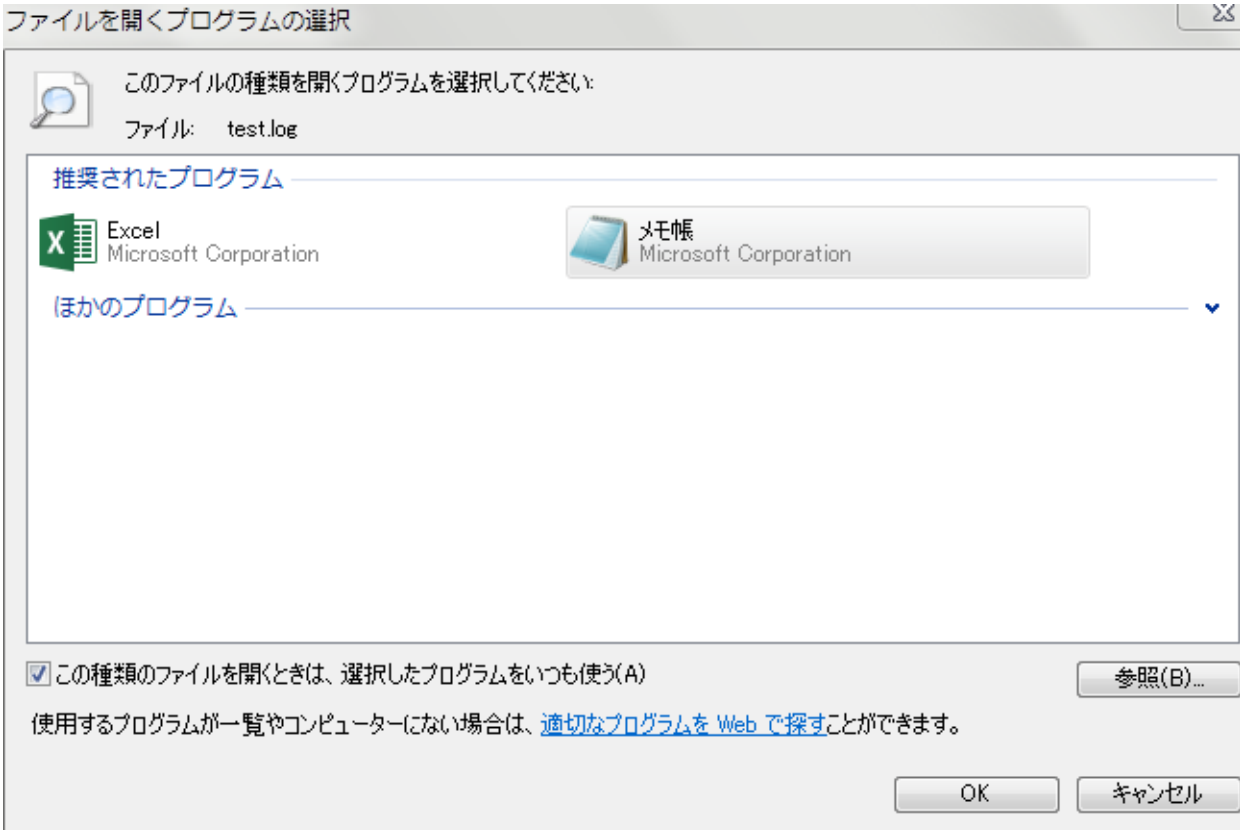 ファイルを開くプログラムの選択
このファイルの種類を開くプログラムを選択してください:
ファイル: test.log
推奨されたプログラム
Excel
Microsoft Corporation
メモ帳
Microsoft Corporation
ほかのプログラム
この種類のファイルを開くときは、選択したプログラムをいつも使う(A)
参照(B)...
使用するプログラムが一覧やコンピューターにない場合は、適切なプログラムを Web で探すことができます。
OK
キャンセル